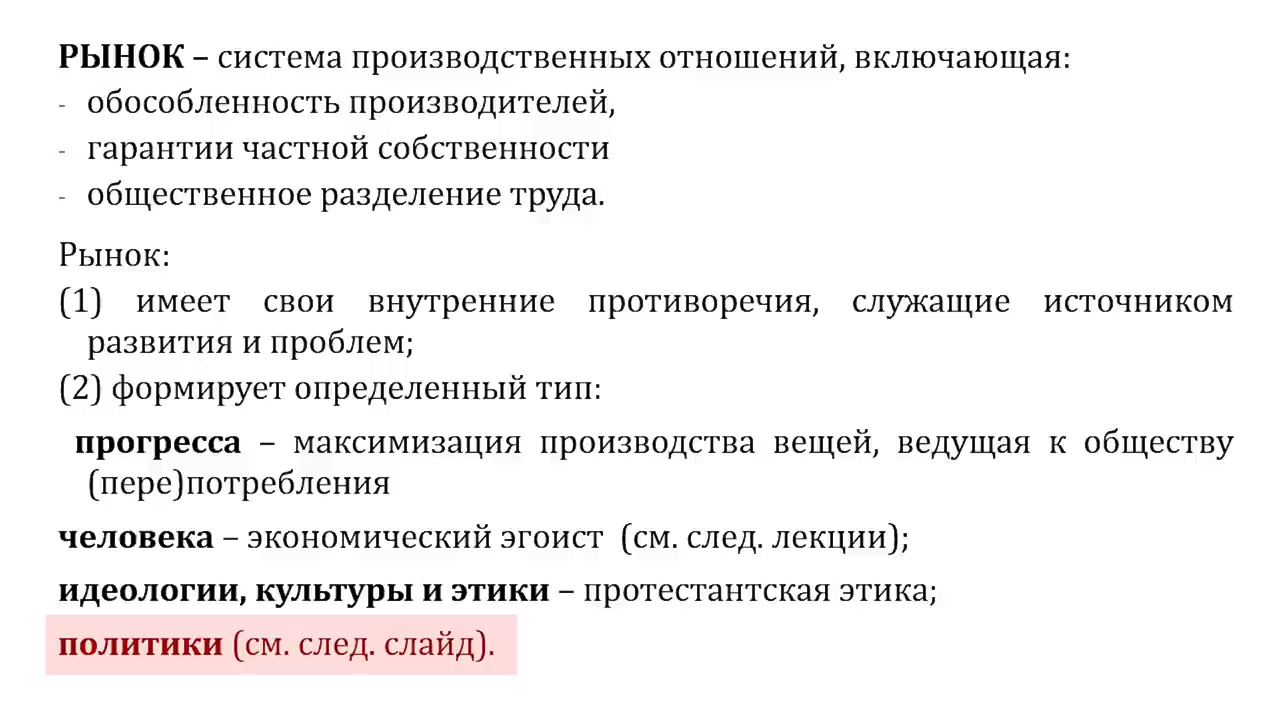 РЫНОК – система производственных отношений, включающая:
- обособленность производителей,
- гарантии частной собственности
- общественное разделение труда.
Рынок:
(1) имеет свои внутренние противоречия, служащие источником
развития и проблем;
(2) формирует определенный тип:
прогресса – максимизация производства вещей, ведущая к обществу
(пере)потребления
человека – экономический эгоист (см. след. лекции);
идеологии, культуры и этики – протестантская этика;
политики (см. след. слайд).